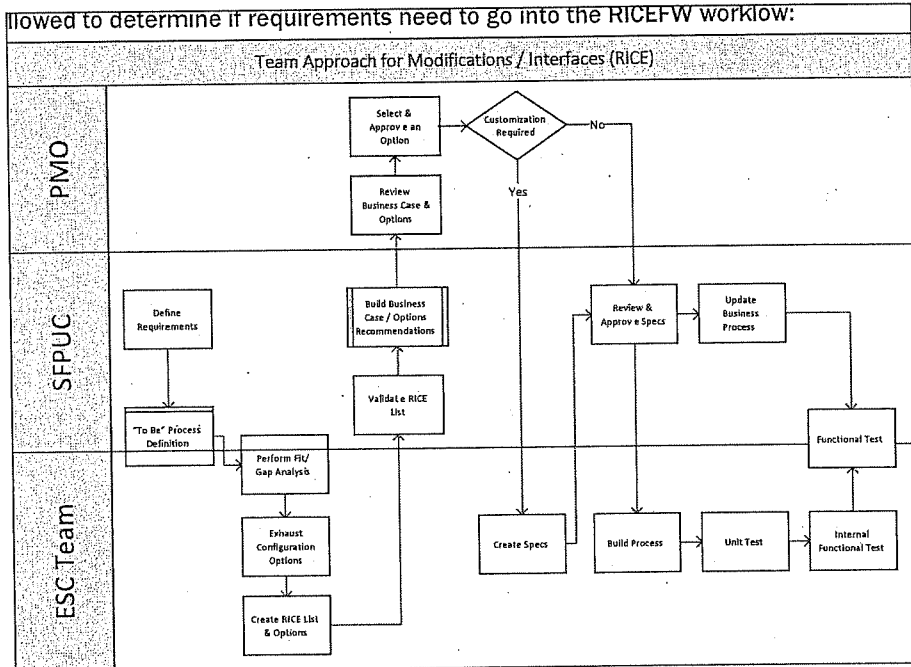 llowed to determine if requirements need to go into the RICEFW worklow:
Team Approach for Modifications / Interfaces (RICE)
PMO
Select &
Approve an
Option
Customization
Required
No
Yes
Review
Business Case &
Options
SFPUC
Define
Requirements
"To Be" Process
Definition
Build Business
Case / Options
Recommendations
Validate RICE
List
Review &
Approve Specs
Update
Business
Process
Functional Test
ESC Team
Perform Fit/
Gap Analysis
Exhaust
Configuration
Options
Create RICE List
& Options
Create Specs
Build Process
Unit Test
Internal
Functional Test